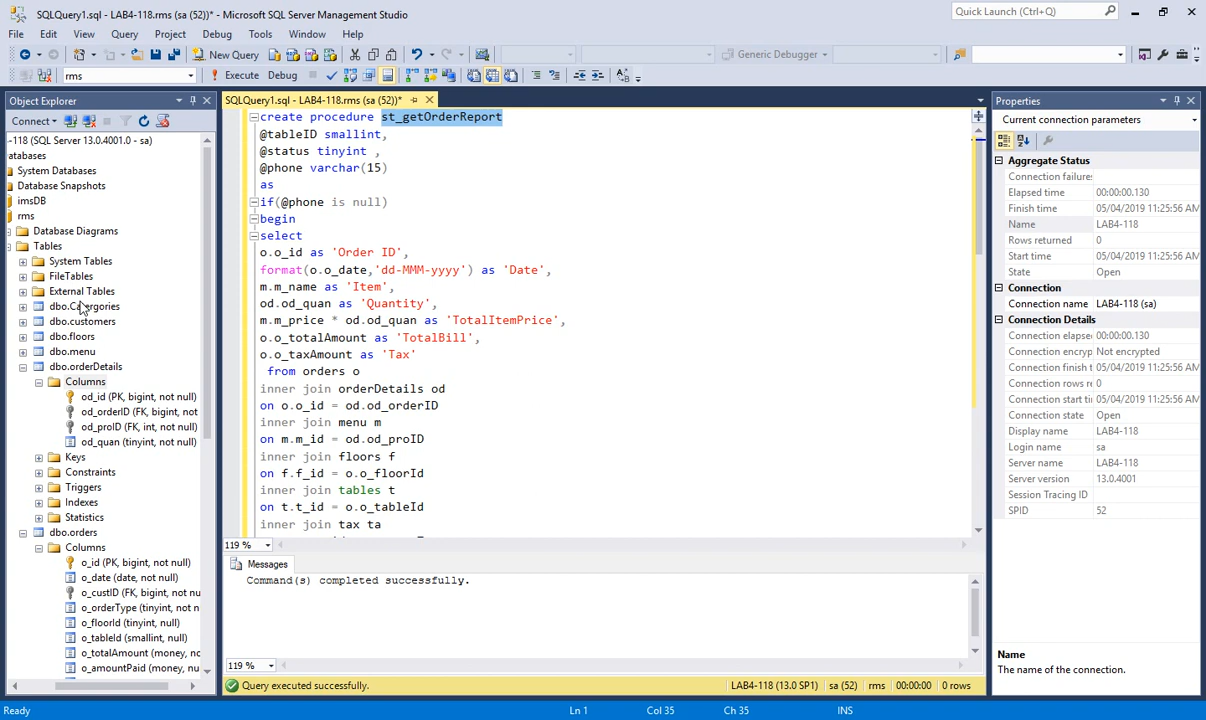 SQLQuery1.sql - LAB4-118.rms (sa (52))* - Microsoft SQL Server Management Studio
Quick Launch (Ctrl+Q)
File Edit View Query Project Debug Tools Window Help
New Query
Generic Debugger
rms
Execute Debug
Object Explorer
Connect
-118 (SQL Server 13.0.4001.0 - sa)
atabases
System Databases
Database Snapshots
imsDB
rms
Database Diagrams
Tables
System Tables
FileTables
External Tables
dbo.Catergories
dbo.customers
dbo.floors
dbo.menu
dbo.orderDetails
Columns
od_id (PK, bigint, not null)
od_orderID (FK, bigint, not
od_proID (FK, int, not null)
od_quan (tinyint, not null)
Keys
Constraints
Triggers
Indexes
Statistics
dbo.orders
Columns
o_id (PK, bigint, not null)
o_date (date, not null)
o_custID (FK, bigint, not nu
o_orderType (tinyint, not n
o_floorId (tinyint, not null)
o_tableId (smallint, null)
o_totalAmount (money, no
o_amountPaid (money, nu
SQLQuery1.sql - LAB4-118.rms (sa (52))*
create procedure st_getOrderReport
@tableID smallint,
@status tinyint ,
@phone varchar(15)
as
if(@phone is null)
begin
select
o.o_id as 'Order ID',
format(o.o_date,'dd-MMM-yyyy') as 'Date',
m.m_name as 'Item',
od.od_quan as 'Quantity',
m.m_price * od.od_quan as 'TotalItemPrice',
o.o_totalAmount as 'TotalBill',
o.o_taxAmount as 'Tax'
from orders o
inner join orderDetails od
on o.o_id = od.od_orderID
inner join menu m
on m.m_id = od.od_proID
inner join floors f
on f.f_id = o.o_floorId
inner join tables t
on t.t_id = o.o_tableId
inner join tax ta
119 %
Messages
Command(s) completed successfully.
119 %
Query executed successfully.
LAB4-118 (13.0 SP1) sa (52) rms 00:00:00 0 rows
Properties
Current connection parameters
Aggregate Status
Connection failures
Elapsed time 00:00:00.130
Finish time 05/04/2019 11:25:56 AM
Name LAB4-118
Rows returned 0
Start time 05/04/2019 11:25:56 AM
State Open
Connection
Connection name LAB4-118 (sa)
Connection Details
Connection elapse 00:00:00.130
Connection encryp Not encrypted
Connection finish t 05/04/2019 11:25:56 AM
Connection rows re 0
Connection start ti 05/04/2019 11:25:56 AM
Connection state Open
Display name LAB4-118
Login name sa
Server name LAB4-118
Server version 13.0.4001
Session Tracing ID
SPID 52
Name
The name of the connection.
Ready
Ln 1 Col 35 Ch 35 INS